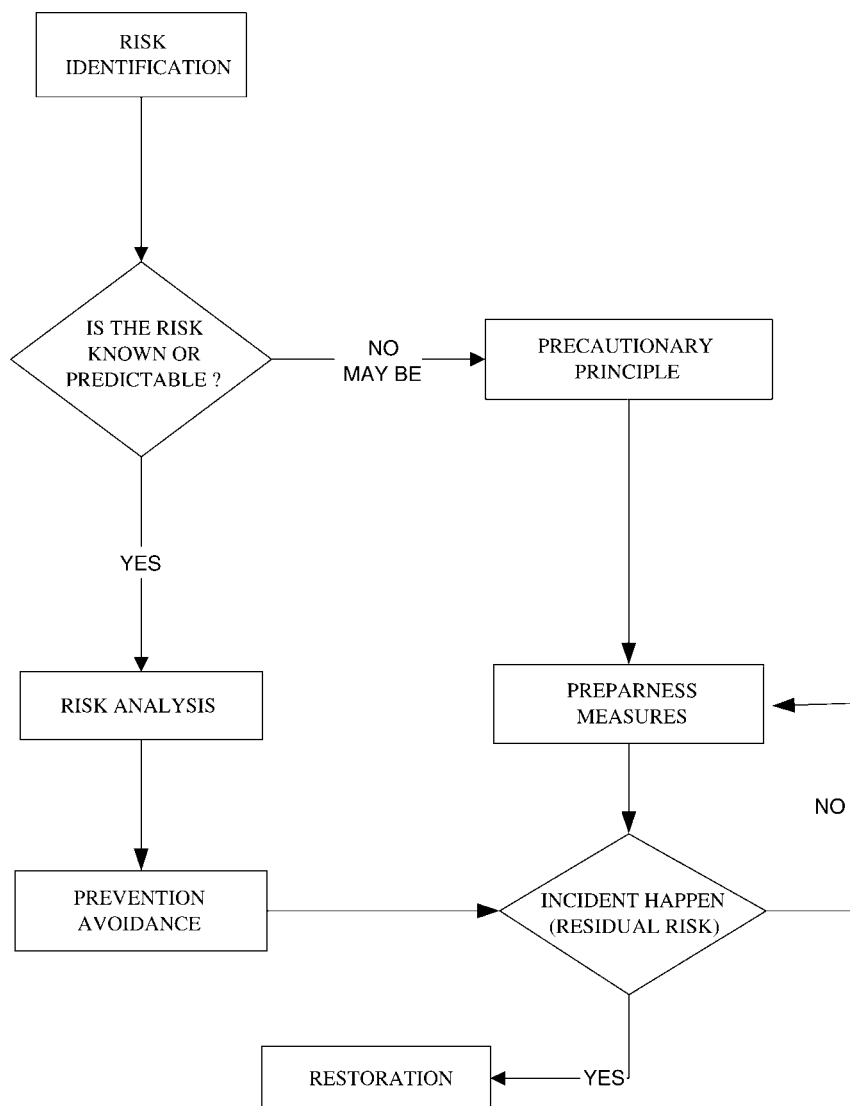 RISK
IDENTIFICATION
IS THE RISK
KNOWN OR
PREDICTABLE ?
NO
MAY BE
PRECAUTIONARY
PRINCIPLE
YES
RISK ANALYSIS
PREPARNESS
MEASURES
NO
PREVENTION
AVOIDANCE
INCIDENT HAPPEN
(RESIDUAL RISK)
RESTORATION
YES